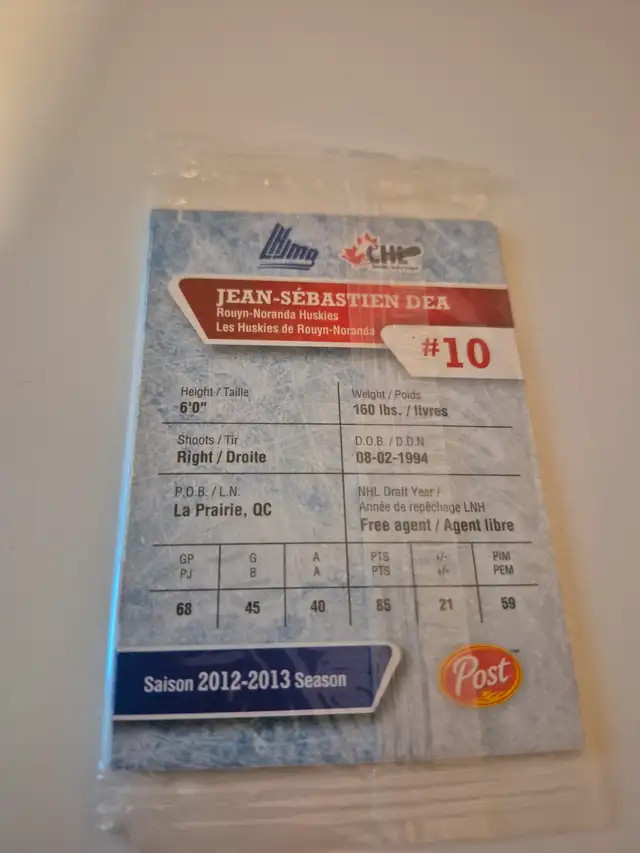 LHJMQ CHL
JEAN-SÉBASTIEN DEA
Rouyn-Noranda Huskies
Les Huskies de Rouyn-Noranda
#10
Height / Taille
6'0"
Weight / Poids
160 lbs. / livres
Shoots / Tir
Right / Droite
D.O.B. / D.D.N
08-02-1994
P.O.B. / L.N.
La Prairie, QC
NHL Draft Year /
Année de repêchage LNH
Free agent / Agent libre
GP G A PTS +/- PIM
PJ B A PTS +/- PEM
68 45 40 85 21 59
Saison 2012-2013 Season
Post